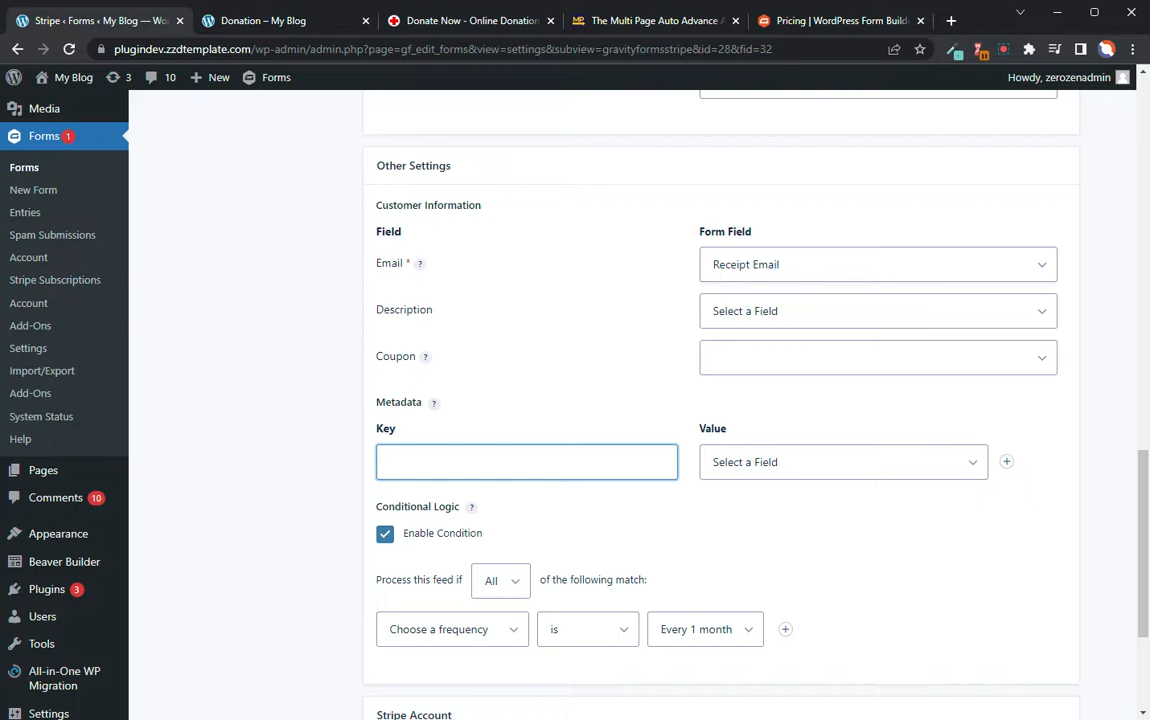 Stripe ‹ Forms ‹ My Blog — Wo
Donation – My Blog
Donate Now - Online Donation
MP
The Multi Page Auto Advance
Pricing | WordPress Form Build
plugindev.zzdtemplate.com/wp-admin/admin.php?page=gf_edit_forms&view=settings&subview=gravityformsstripe&id=28&fid=32
My Blog
3
10
New
Forms
Howdy, zerozenadmin
Media
Forms 1
Forms
New Form
Entries
Spam Submissions
Account
Stripe Subscriptions
Account
Add-Ons
Settings
Import/Export
Add-Ons
System Status
Help
Pages
Comments 10
Appearance
Beaver Builder
Plugins 3
Users
Tools
All-in-One WP
Migration
Settings
Other Settings
Customer Information
Field
Form Field
Email * ?
Receipt Email
Description
Select a Field
Coupon ?
Metadata ?
Key
Value
Select a Field
Conditional Logic ?
Enable Condition
Process this feed if All of the following match:
Choose a frequency
is
Every 1 month
Stripe Account